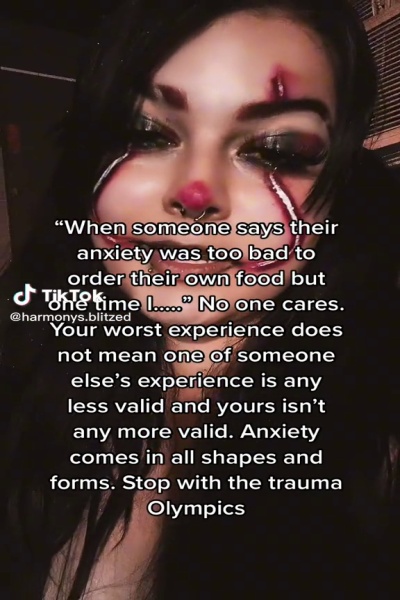 “When someone says their
anxiety was too bad to
order their own food but
one time I.....” No one cares.
TikTok
@harmonys.blitzed
Your worst experience does
not mean one of someone
else’s experience is any
less valid and yours isn’t
any more valid. Anxiety
comes in all shapes and
forms. Stop with the trauma
Olympics